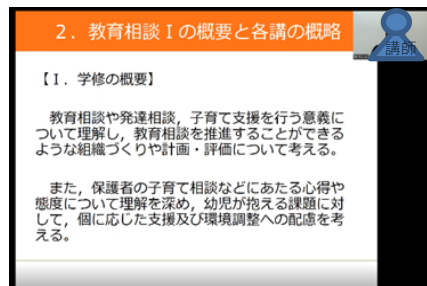 ２．教育相談Ⅰの概要と各講の概略
講師
【Ⅰ．学修の概要】
教育相談や発達相談，子育て支援を行う意義に
ついて理解し，教育相談を推進することができる
ような組織づくりや計画・評価について考える。
また，保護者の子育て相談などにあたる心得や
態度について理解を深め，幼児が抱える課題に対
して，個に応じた支援及び環境調整への配慮を考
える。